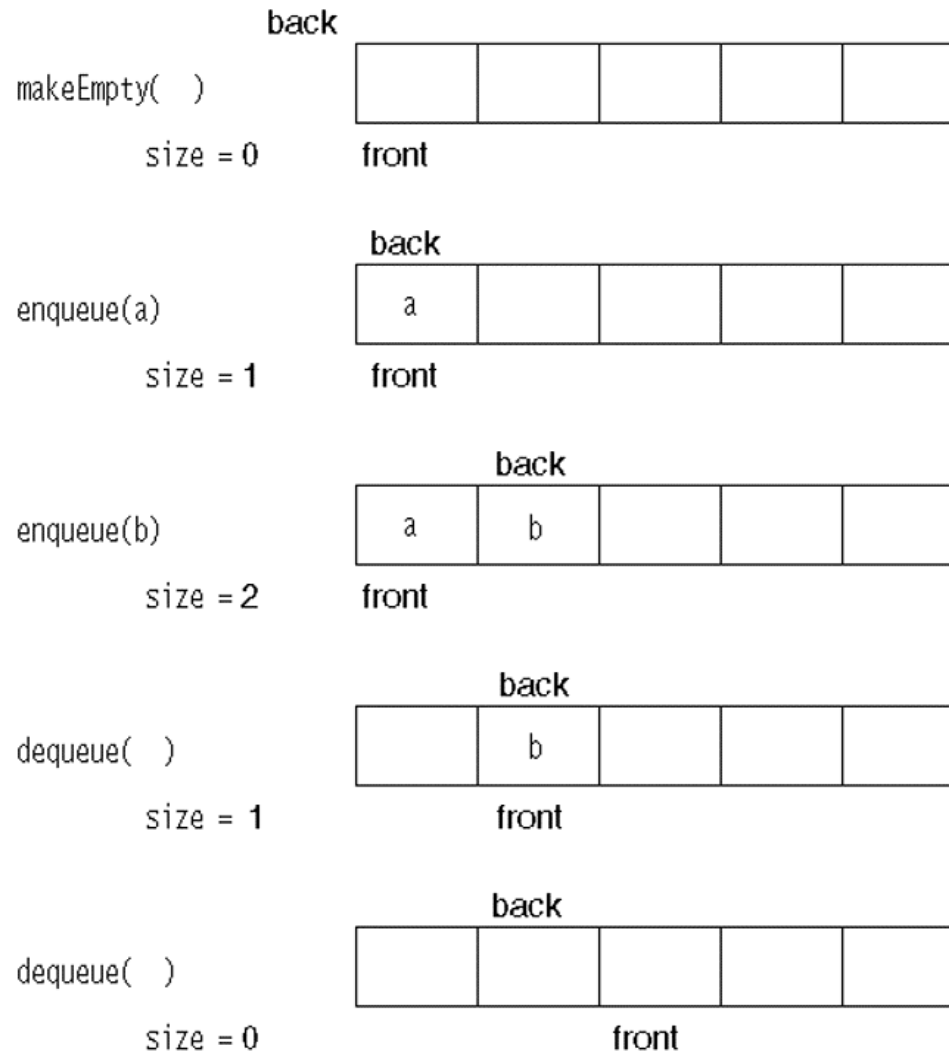 back
makeEmpty( )
size = 0 front
back
enqueue(a) a
size = 1 front
back
enqueue(b) a b
size = 2 front
back
dequeue( ) b
size = 1 front
back
dequeue( )
size = 0 front